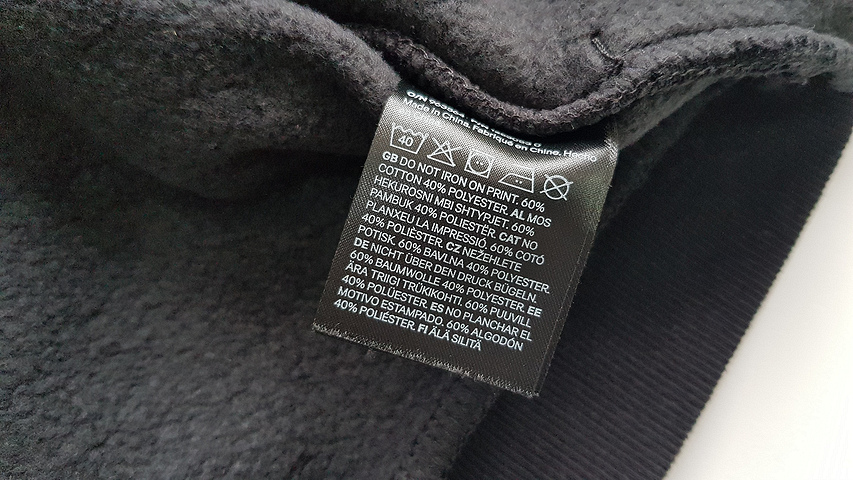 Made in China. Fabriqué en Chine. Hecho
40
GB DO NOT IRON ON PRINT. 60%
COTTON 40% POLYESTER. AL MOS
HEKUROSNI MBI SHTYPJET. 60%
PAMBUK 40% POLIESTËR. CAT NO
PLANXEU LA IMPRESSIÓ. 60% COTÓ
40% POLIÈSTER. CZ NEŽEHLETE
POTISK. 60% BAVLNA 40% POLYESTER.
DE NICHT ÜBER DEN DRUCK BÜGELN.
60% BAUMWOLLE 40% POLYESTER. EE
ÄRA TRIIGI TRÜKIKOHTI. 60% PUUVILL
40% POLÜESTER. ES NO PLANCHAR EL
MOTIVO ESTAMPADO. 60% ALGODÓN
40% POLIÉSTER. FI ÄLÄ SILITÄ